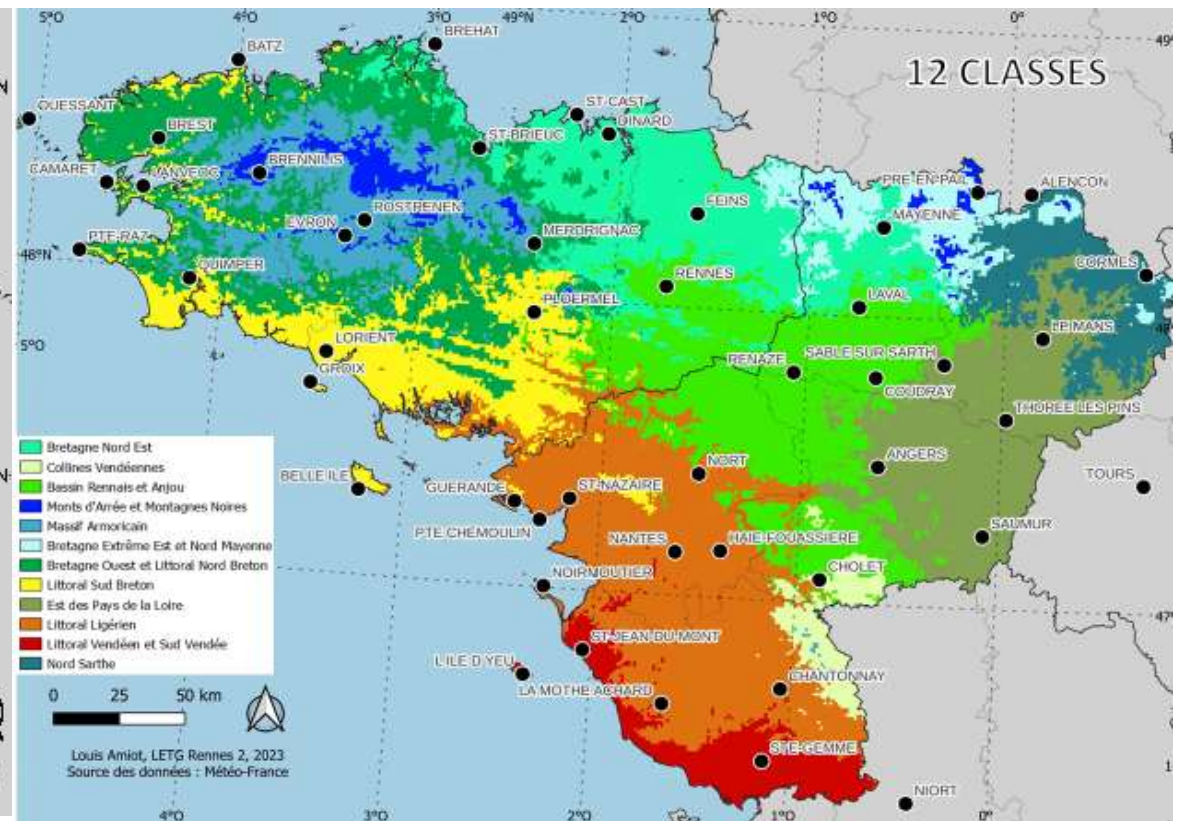 5°O 4°O 3°O 49°N 2°O 1°O 0°
BREHAT
BATZ
49°
12 CLASSES
OUESSANT
ST-CAST
BREST
DINARD
ST-BRIEUC
CAMARET
LANVEOC
BRENNILIS
PRE-EN-PAIL
ALENCON
ROSTRENEN
FEINS
MAYENNE
EVRON
PTE-RAZ
MERDRIGNAC
48°N
QUIMPER
RENNES
CORMES
PLOERMEL
LAVAL
LORIENT
LE MANS
5°O
RENAZE
SABLE SUR SARTH
GROIX
COUDRAY
THOREE LES PINS
Bretagne Nord Est
Collines Vendéennes
Bassin Rennais et Anjou
Monts d'Arrée et Montagnes Noires
Massif Armoricain
Bretagne Extrême Est et Nord Mayenne
Bretagne Ouest et Littoral Nord Breton
Littoral Sud Breton
Est des Pays de la Loire
Littoral Ligérien
Littoral Vendéen et Sud Vendée
Nord Sarthe
BELLE ILE
GUERANDE
ST-NAZAIRE
NORT
ANGERS
TOURS
PTE CHEMOULIN
NANTES
HAIE-FOUASSIERE
SAUMUR
NOIRMOUTIER
CHOLET
47°
ST-JEAN-DU-MONT
L'ILE D'YEU
LA MOTHE ACHARD
CHANTONNAY
0 25 50 km
STE-GEMME
Louis Amiot, LETG Rennes 2, 2023
Source des données : Météo-France
NIORT
4°O 3°O 2°O 1°O 0°